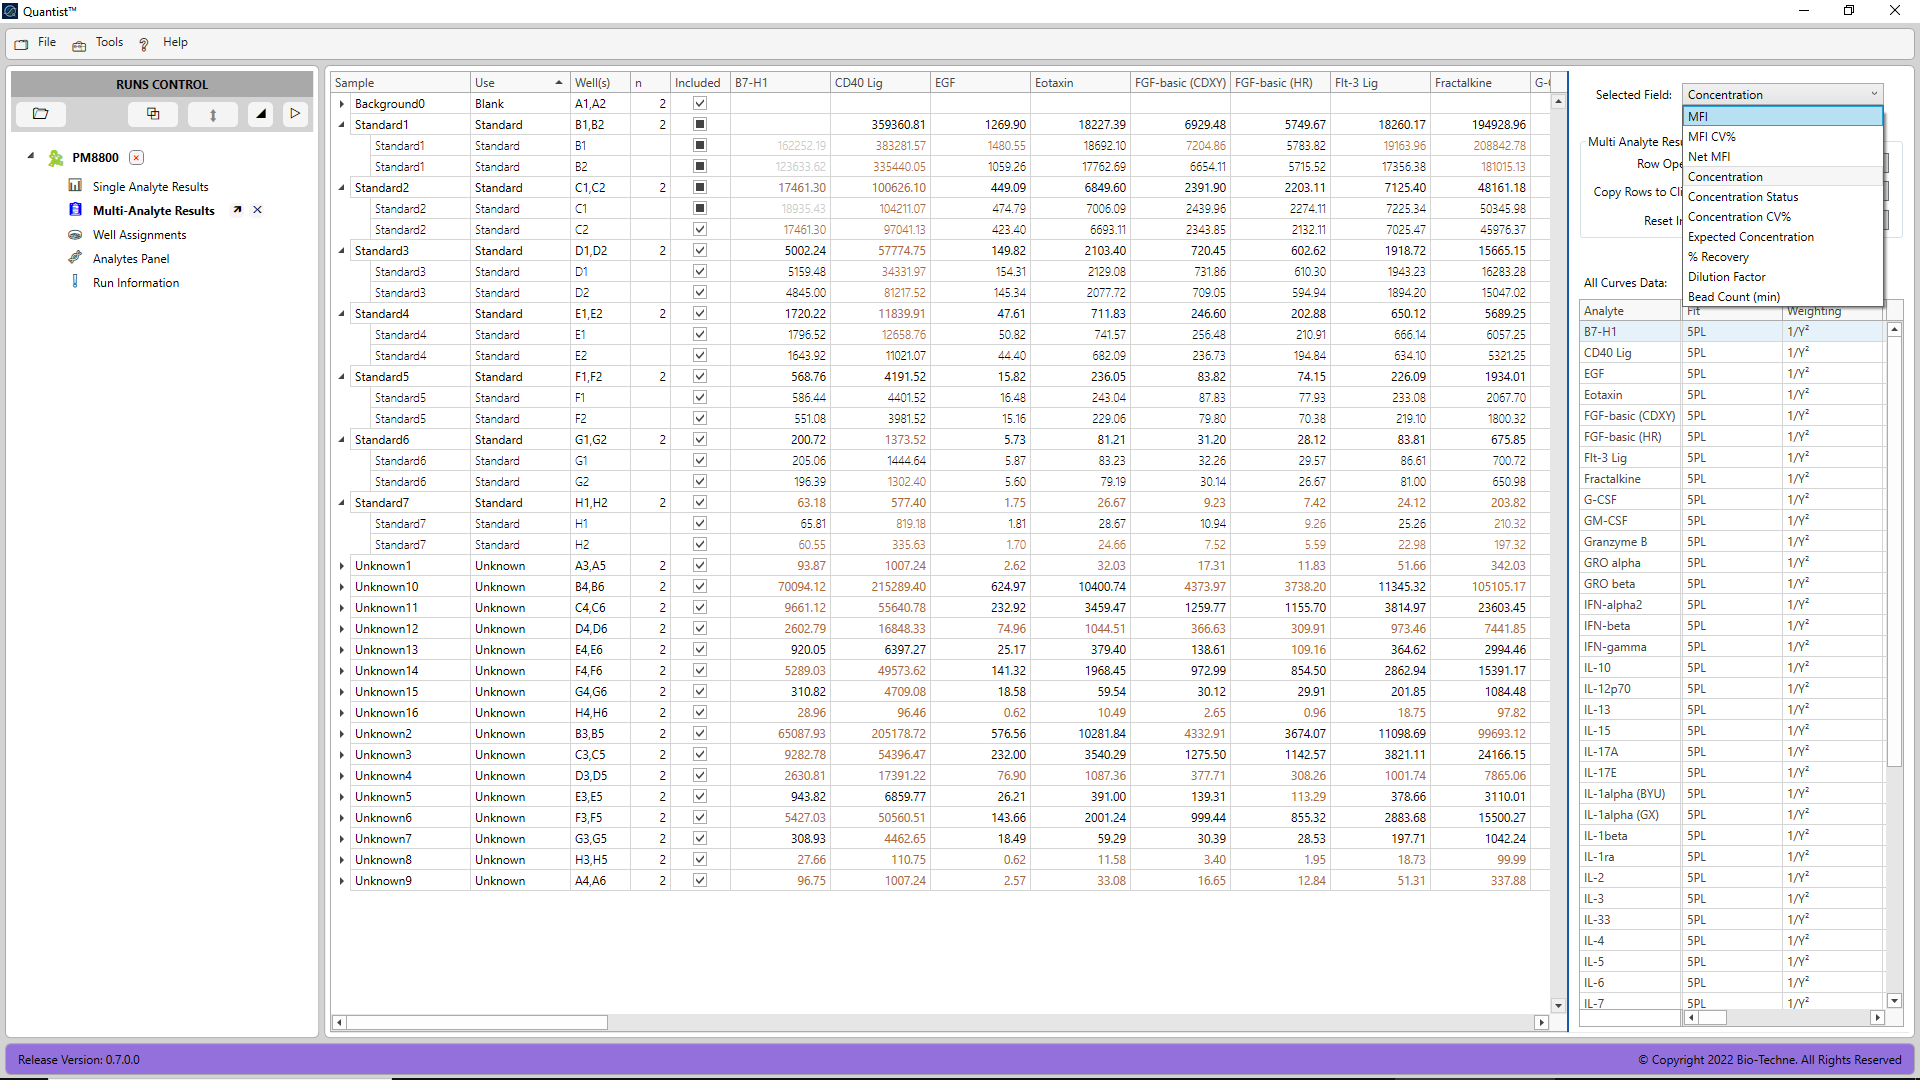 Quantist™
File Tools Help
RUNS CONTROL
PM8800
Single Analyte Results
Multi-Analyte Results
Well Assignments
Analytes Panel
Run Information
Sample Use Well(s) n Included B7-H1 CD40 Lig EGF Eotaxin FGF-basic (CDXY) FGF-basic (HR) Flt-3 Lig Fractalkine G-C
Background0 Blank A1,A2 2
Standard1 Standard B1,B2 2 359360.81 1269.90 18227.39 6929.48 5749.67 18260.17 194928.96
Standard1 Standard B1 162252.19 383281.57 1480.55 18692.10 7204.86 5783.82 19163.96 208842.78
Standard1 Standard B2 123633.62 335440.05 1059.26 17762.69 6654.11 5715.52 17356.38 181015.13
Standard2 Standard C1,C2 2 17461.30 100626.10 449.09 6849.60 2391.90 2203.11 7125.40 48161.18
Standard2 Standard C1 18935.43 104211.07 474.79 7006.09 2439.96 2274.11 7225.34 50345.98
Standard2 Standard C2 17461.30 97041.13 423.40 6693.11 2343.85 2132.11 7025.47 45976.37
Standard3 Standard D1,D2 2 5002.24 57774.75 149.82 2103.40 720.45 602.62 1918.72 15665.15
Standard3 Standard D1 5159.48 34331.97 154.31 2129.08 731.86 610.30 1943.23 16283.28
Standard3 Standard D2 4845.00 81217.52 145.34 2077.72 709.05 594.94 1894.20 15047.02
Standard4 Standard E1,E2 2 1720.22 11839.91 47.61 711.83 246.60 202.88 650.12 5689.25
Standard4 Standard E1 1796.52 12658.76 50.82 741.57 256.48 210.91 666.14 6057.25
Standard4 Standard E2 1643.92 11021.07 44.40 682.09 236.73 194.84 634.10 5321.25
Standard5 Standard F1,F2 2 568.76 4191.52 15.82 236.05 83.82 74.15 226.09 1934.01
Standard5 Standard F1 586.44 4401.52 16.48 243.04 87.83 77.93 233.08 2067.70
Standard5 Standard F2 551.08 3981.52 15.16 229.06 79.80 70.38 219.10 1800.32
Standard6 Standard G1,G2 2 200.72 1373.52 5.73 81.21 31.20 28.12 83.81 675.85
Standard6 Standard G1 205.06 1444.64 5.87 83.23 32.26 29.57 86.61 700.72
Standard6 Standard G2 196.39 1302.40 5.60 79.19 30.14 26.67 81.00 650.98
Standard7 Standard H1,H2 2 63.18 577.40 1.75 26.67 9.23 7.42 24.12 203.82
Standard7 Standard H1 65.81 819.18 1.81 28.67 10.94 9.26 25.26 210.32
Standard7 Standard H2 60.55 335.63 1.70 24.66 7.52 5.59 22.98 197.32
Unknown1 Unknown A3,A5 2 93.87 1007.24 2.62 32.03 17.31 11.83 51.66 342.03
Unknown10 Unknown B4,B6 2 70094.12 215289.40 624.97 10400.74 4373.97 3738.20 11345.32 105105.17
Unknown11 Unknown C4,C6 2 9661.12 55640.78 232.92 3459.47 1259.77 1155.70 3814.97 23603.45
Unknown12 Unknown D4,D6 2 2602.79 16848.33 74.96 1044.51 366.63 309.91 973.46 7441.85
Unknown13 Unknown E4,E6 2 920.05 6397.27 25.17 379.40 138.61 109.16 364.62 2994.46
Unknown14 Unknown F4,F6 2 5289.03 49573.62 141.32 1968.45 972.99 854.50 2862.94 15391.17
Unknown15 Unknown G4,G6 2 310.82 4709.08 18.58 59.54 30.12 29.91 201.85 1084.48
Unknown16 Unknown H4,H6 2 28.96 96.46 0.62 10.49 2.65 0.96 18.75 97.82
Unknown2 Unknown B3,B5 2 65087.93 205178.72 576.56 10281.84 4332.91 3674.07 11098.69 99693.12
Unknown3 Unknown C3,C5 2 9282.78 54396.47 232.00 3540.29 1275.50 1142.57 3821.11 24166.15
Unknown4 Unknown D3,D5 2 2630.81 17391.22 76.90 1087.36 377.71 308.26 1001.74 7865.06
Unknown5 Unknown E3,E5 2 943.82 6859.77 26.21 391.00 139.31 113.29 378.66 3110.01
Unknown6 Unknown F3,F5 2 5427.03 50560.51 143.66 2001.24 999.44 855.32 2883.68 15500.27
Unknown7 Unknown G3,G5 2 308.93 4462.65 18.49 59.29 30.39 28.53 197.71 1042.24
Unknown8 Unknown H3,H5 2 27.66 110.75 0.62 11.58 3.40 1.95 18.73 99.99
Unknown9 Unknown A4,A6 2 96.75 1007.24 2.57 33.08 16.65 12.84 51.31 337.88
Selected Field: Concentration
MFI
MFI CV%
Net MFI
Concentration
Concentration Status
Concentration CV%
Expected Concentration
% Recovery
Dilution Factor
Bead Count (min)
Multi Analyte Resu
Row Ope
Copy Rows to Cli
Reset In
All Curves Data:
Analyte Fit Weighting
B7-H1 5PL 1/Y²
CD40 Lig 5PL 1/Y²
EGF 5PL 1/Y²
Eotaxin 5PL 1/Y²
FGF-basic (CDXY) 5PL 1/Y²
FGF-basic (HR) 5PL 1/Y²
Flt-3 Lig 5PL 1/Y²
Fractalkine 5PL 1/Y²
G-CSF 5PL 1/Y²
GM-CSF 5PL 1/Y²
Granzyme B 5PL 1/Y²
GRO alpha 5PL 1/Y²
GRO beta 5PL 1/Y²
IFN-alpha2 5PL 1/Y²
IFN-beta 5PL 1/Y²
IFN-gamma 5PL 1/Y²
IL-10 5PL 1/Y²
IL-12p70 5PL 1/Y²
IL-13 5PL 1/Y²
IL-15 5PL 1/Y²
IL-17A 5PL 1/Y²
IL-17E 5PL 1/Y²
IL-1alpha (BYU) 5PL 1/Y²
IL-1alpha (GX) 5PL 1/Y²
IL-1beta 5PL 1/Y²
IL-1ra 5PL 1/Y²
IL-2 5PL 1/Y²
IL-3 5PL 1/Y²
IL-33 5PL 1/Y²
IL-4 5PL 1/Y²
IL-5 5PL 1/Y²
IL-6 5PL 1/Y²
IL-7 5PL 1/Y²
Release Version: 0.7.0.0
© Copyright 2022 Bio-Techne. All Rights Reserved